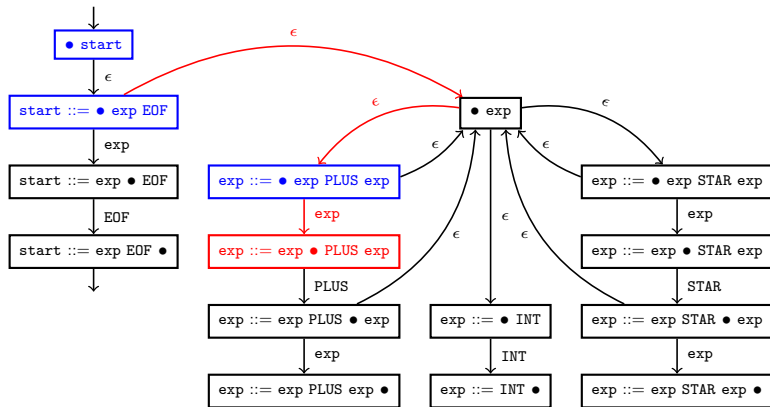 ● start
ϵ
ϵ
start ::= ● exp EOF
ϵ
● exp
ϵ
exp
start ::= exp ● EOF
exp ::= ● exp PLUS exp
ϵ
ϵ
exp ::= ● exp STAR exp
EOF
exp
ϵ
ϵ
ϵ
exp
start ::= exp EOF ●
exp ::= exp ● PLUS exp
exp ::= exp ● STAR exp
PLUS
STAR
exp ::= exp PLUS ● exp
exp ::= ● INT
exp ::= exp STAR ● exp
exp
INT
exp
exp ::= exp PLUS exp ●
exp ::= INT ●
exp ::= exp STAR exp ●